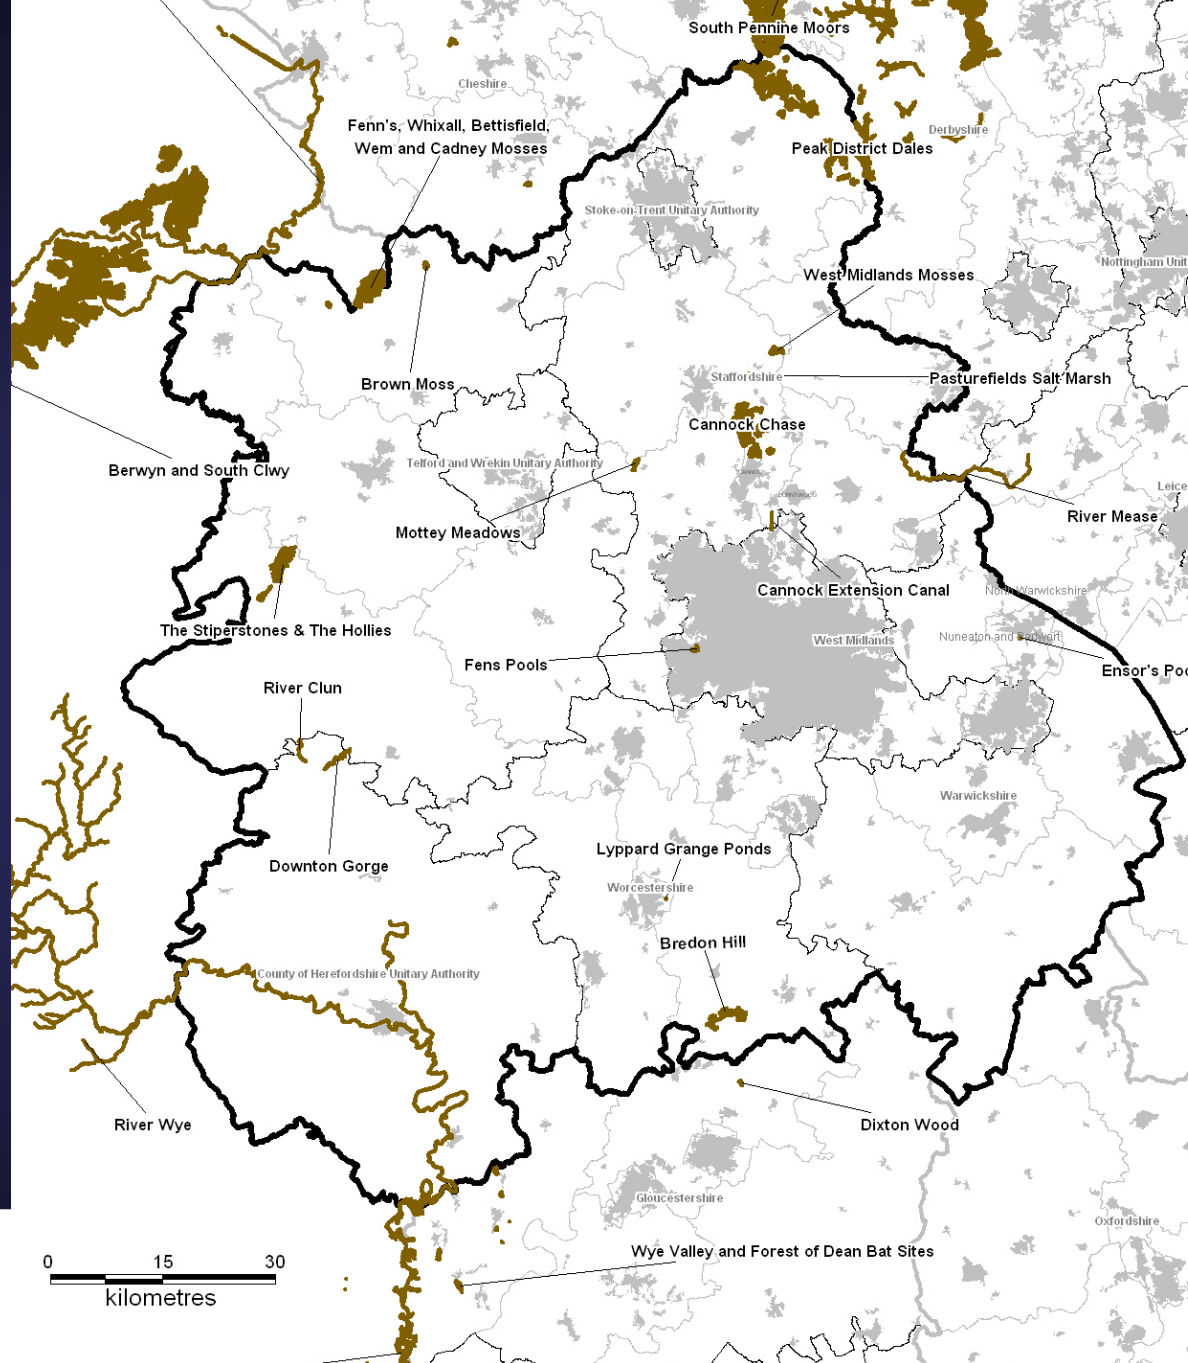 South Pennine Moors
Cheshire
Fenn's, Whixall, Bettisfield,
Wem and Cadney Mosses
Derbyshire
Peak District Dales
Stoke-on-Trent Unitary Authority
Nottingham Unit
West Midlands Mosses
Brown Moss
Staffordshire
Pasturefields Salt Marsh
Cannock Chase
Berwyn and South Clwy
Telford and Wrekin Unitary Authority
CANNOCK
Leice
Mottey Meadows
River Mease
Cannock Extension Canal
North Warwickshire
The Stiperstones & The Hollies
West Midlands
Nuneaton and Bedwort
Fens Pools
Ensor's Poo
River Clun
Warwickshire
Lyppard Grange Ponds
Downton Gorge
Worcestershire
Bredon Hill
County of Herefordshire Unitary Authority
River Wye
Dixton Wood
Gloucestershire
Oxfordshire
Wye Valley and Forest of Dean Bat Sites
0 15 30
kilometres